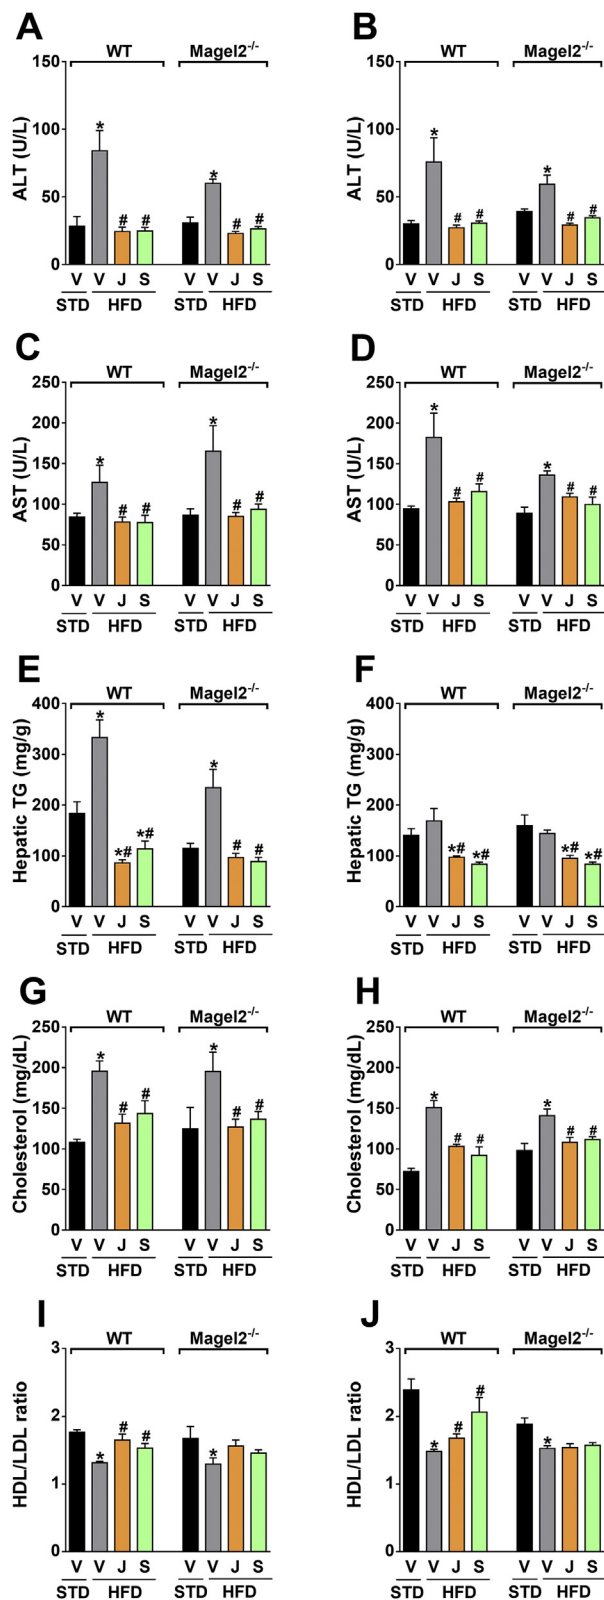 A
WT Magel2-/-
ALT (U/L)
150
100
50
0
* # # * # #
V V J S V V J S
STD HFD STD HFD
B
WT Magel2-/-
ALT (U/L)
150
100
50
0
* # # * # #
V V J S V V J S
STD HFD STD HFD
C
WT Magel2-/-
AST (U/L)
250
200
150
100
50
0
* # # * # #
V V J S V V J S
STD HFD STD HFD
D
WT Magel2-/-
AST (U/L)
250
200
150
100
50
0
* # # * # #
V V J S V V J S
STD HFD STD HFD
E
WT Magel2-/-
Hepatic TG (mg/g)
400
300
200
100
0
* *# *# * # #
V V J S V V J S
STD HFD STD HFD
F
WT Magel2-/-
Hepatic TG (mg/g)
400
300
200
100
0
*# *# *# *#
V V J S V V J S
STD HFD STD HFD
G
WT Magel2-/-
Cholesterol (mg/dL)
250
200
150
100
50
0
* # # * # #
V V J S V V J S
STD HFD STD HFD
H
WT Magel2-/-
Cholesterol (mg/dL)
250
200
150
100
50
0
* # # * # #
V V J S V V J S
STD HFD STD HFD
I
WT Magel2-/-
HDL/LDL ratio
3
2
1
0
* # # *
V V J S V V J S
STD HFD STD HFD
J
WT Magel2-/-
HDL/LDL ratio
3
2
1
0
* # # *
V V J S V V J S
STD HFD STD HFD